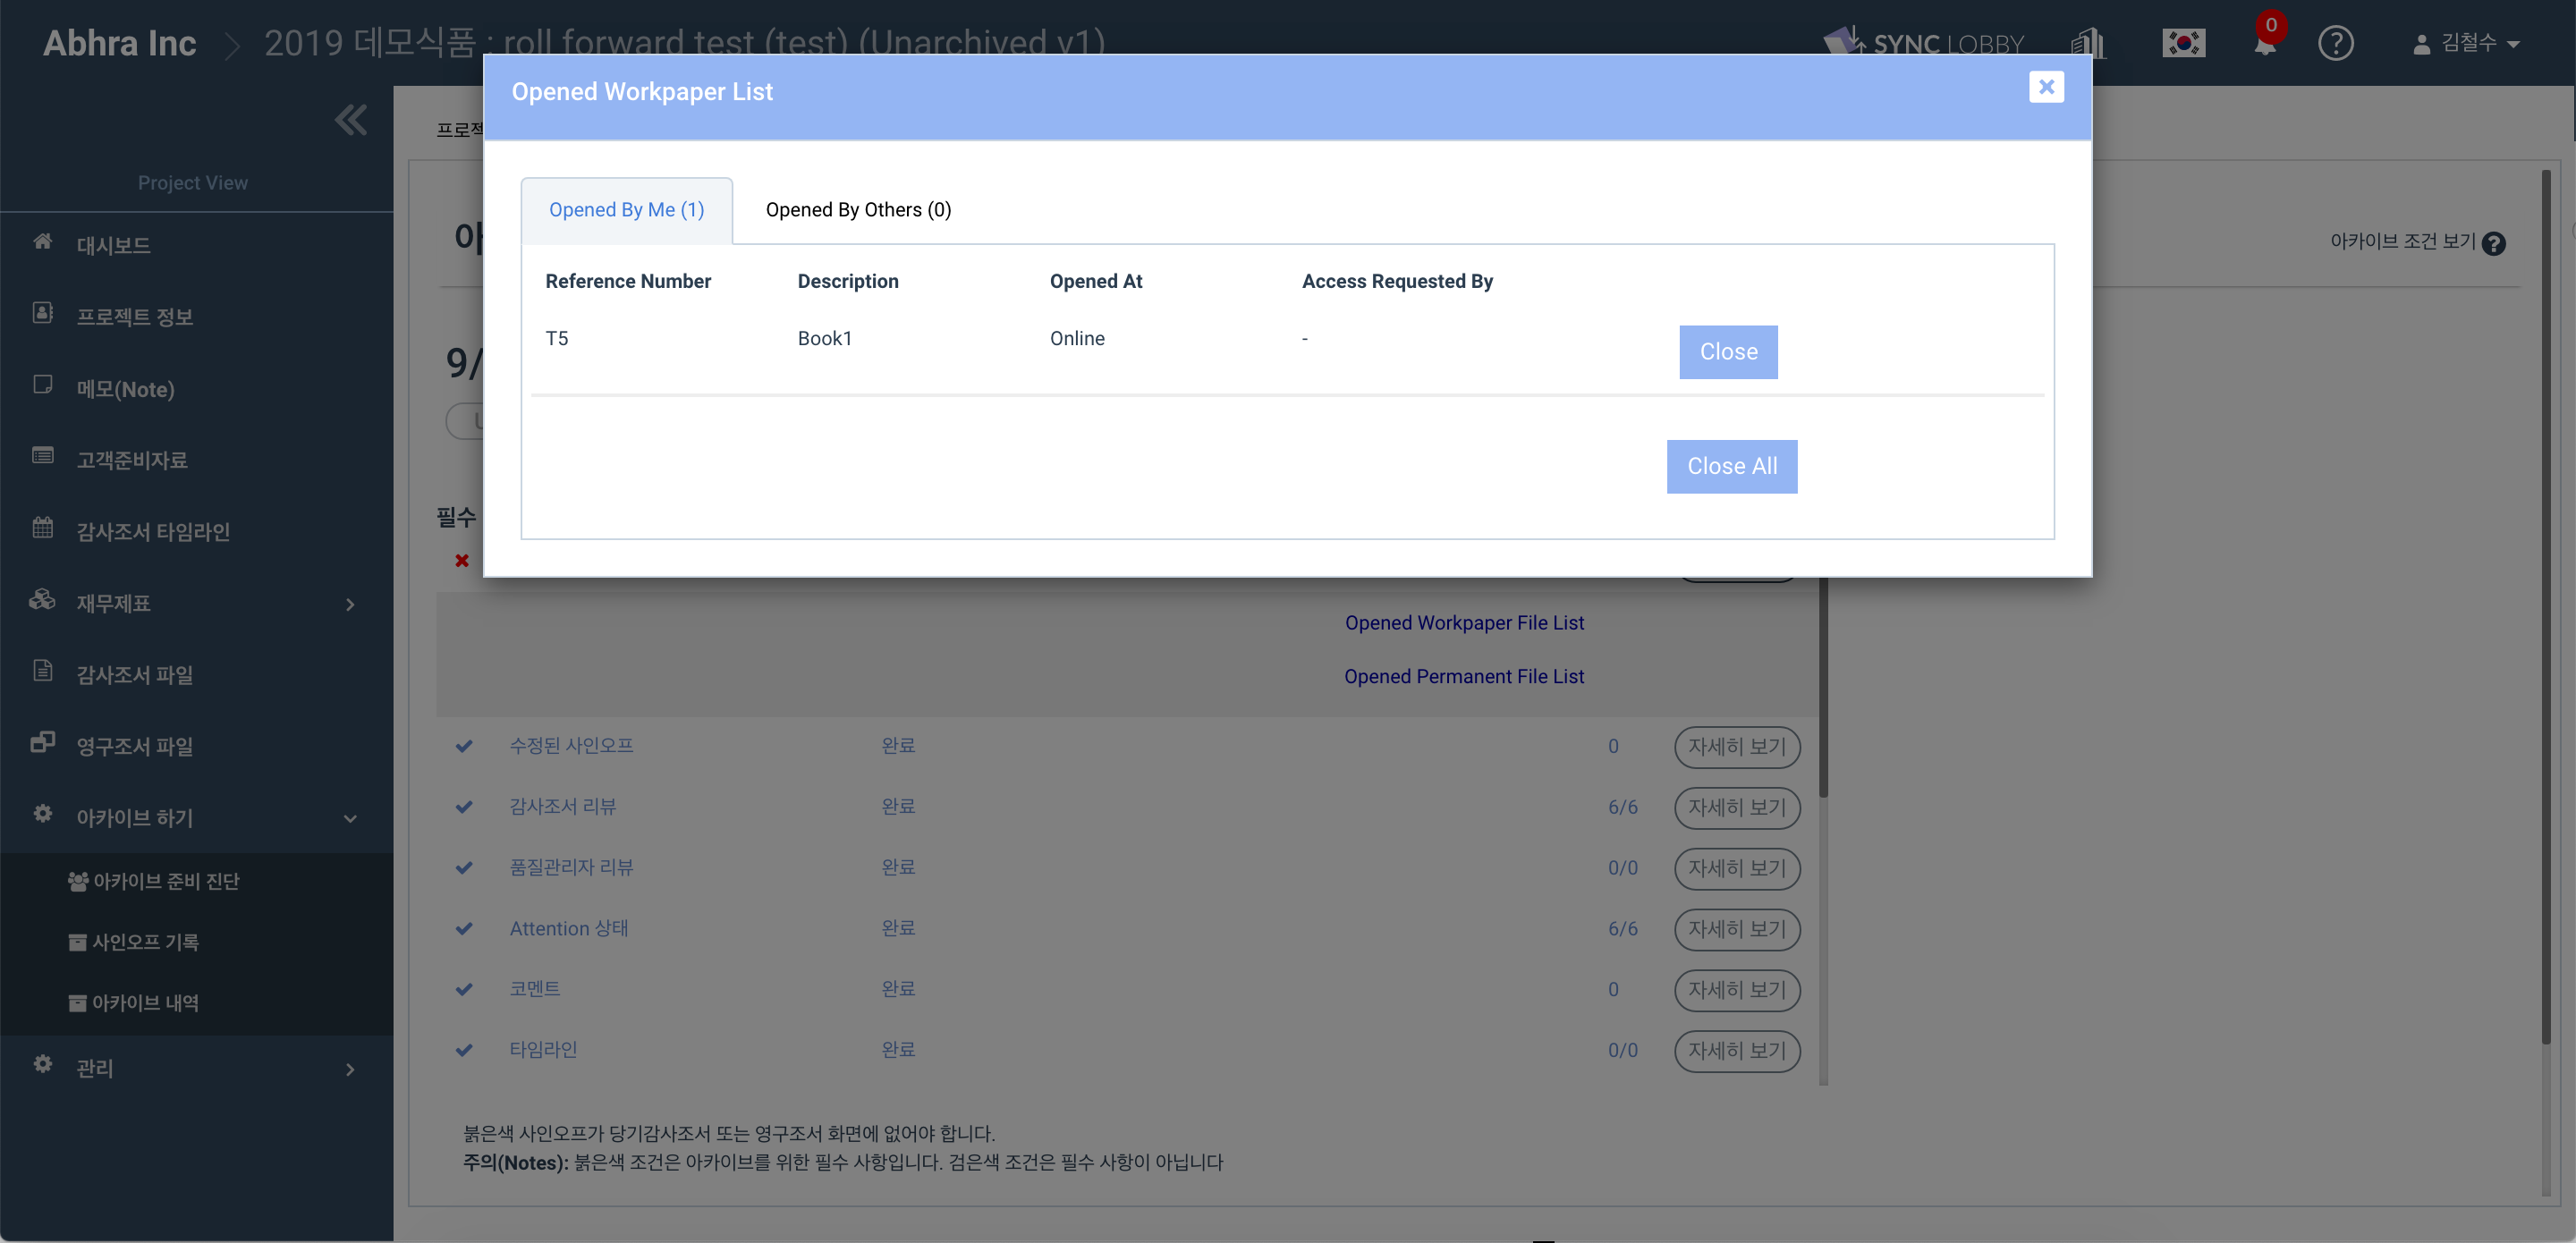 Abhra Inc
2019 데모식품 : roll forward test (test) (Unarchived v1)
SYNC LOBBY
0
김철수
Project View
대시보드
프로젝트 정보
메모(Note)
고객준비자료
감사조서 타임라인
재무제표
감사조서 파일
영구조서 파일
아카이브 하기
아카이브 준비 진단
사인오프 기록
아카이브 내역
관리
Opened Workpaper List
Opened By Me (1)
Opened By Others (0)
Reference Number Description Opened At Access Requested By
T5 Book1 Online - Close
Close All
아카이브 조건 보기
9/
필수
Opened Workpaper File List
Opened Permanent File List
수정된 사인오프 완료 0 자세히 보기
감사조서 리뷰 완료 6/6 자세히 보기
품질관리자 리뷰 완료 0/0 자세히 보기
Attention 상태 완료 6/6 자세히 보기
코멘트 완료 0 자세히 보기
타임라인 완료 0/0 자세히 보기
붉은색 사인오프가 당기감사조서 또는 영구조서 화면에 없어야 합니다.
주의(Notes): 붉은색 조건은 아카이브를 위한 필수 사항입니다. 검은색 조건은 필수 사항이 아닙니다